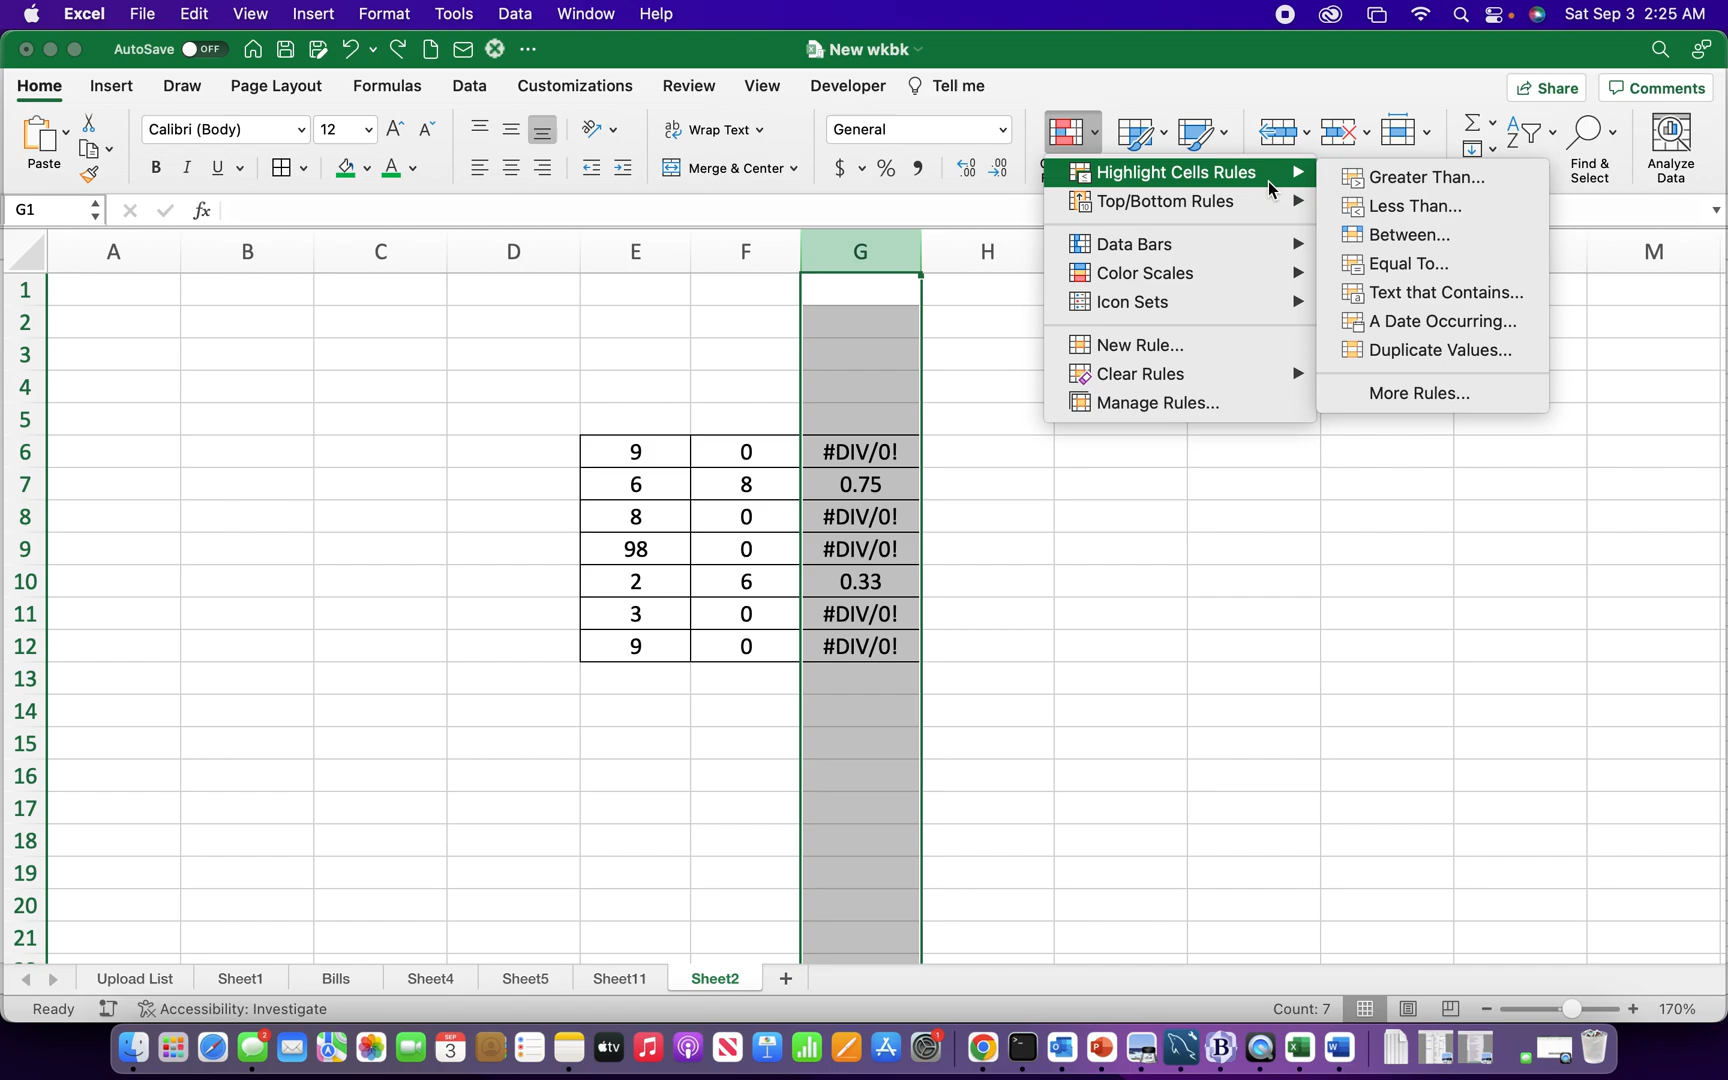 Excel File Edit View Insert Format Tools Data Window Help Sat Sep 3 2:25 AM
AutoSave OFF New wkbk
Home Insert Draw Page Layout Formulas Data Customizations Review View Developer Tell me Share Comments
Calibri (Body) 12 A A ab Wrap Text General Σ A Z
Paste B I U A Merge & Center $ % 9 Find & Select Analyze Data
G1 fx
Highlight Cells Rules
Top/Bottom Rules
Data Bars
Color Scales
Icon Sets
New Rule...
Clear Rules
Manage Rules...
Greater Than...
Less Than...
Between...
Equal To...
Text that Contains...
A Date Occurring...
Duplicate Values...
More Rules...
A B C D E F G H M
1
2
3
4
5
6 9 0 #DIV/0!
7 6 8 0.75
8 8 0 #DIV/0!
9 98 0 #DIV/0!
10 2 6 0.33
11 3 0 #DIV/0!
12 9 0 #DIV/0!
13
14
15
16
17
18
19
20
21
Upload List Sheet1 Bills Sheet4 Sheet5 Sheet11 Sheet2 +
Ready Accessibility: Investigate Count: 7 170%
2 SEP 3 tv 1